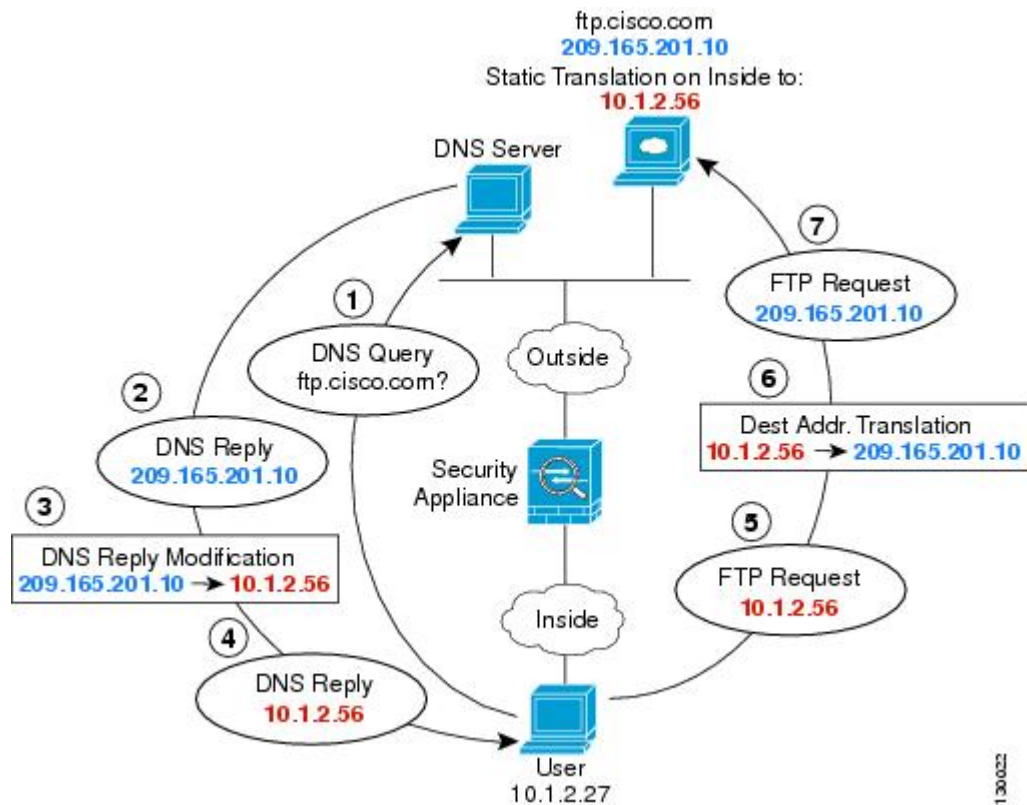 ftp.cisco.com
209.165.201.10
Static Translation on Inside to:
10.1.2.56
DNS Server
1
DNS Query
ftp.cisco.com?
2
DNS Reply
209.165.201.10
3
DNS Reply Modification
209.165.201.10 → 10.1.2.56
4
DNS Reply
10.1.2.56
Outside
Security
Appliance
Inside
User
10.1.2.27
5
FTP Request
10.1.2.56
6
Dest Addr. Translation
10.1.2.56 → 209.165.201.10
7
FTP Request
209.165.201.10
130022